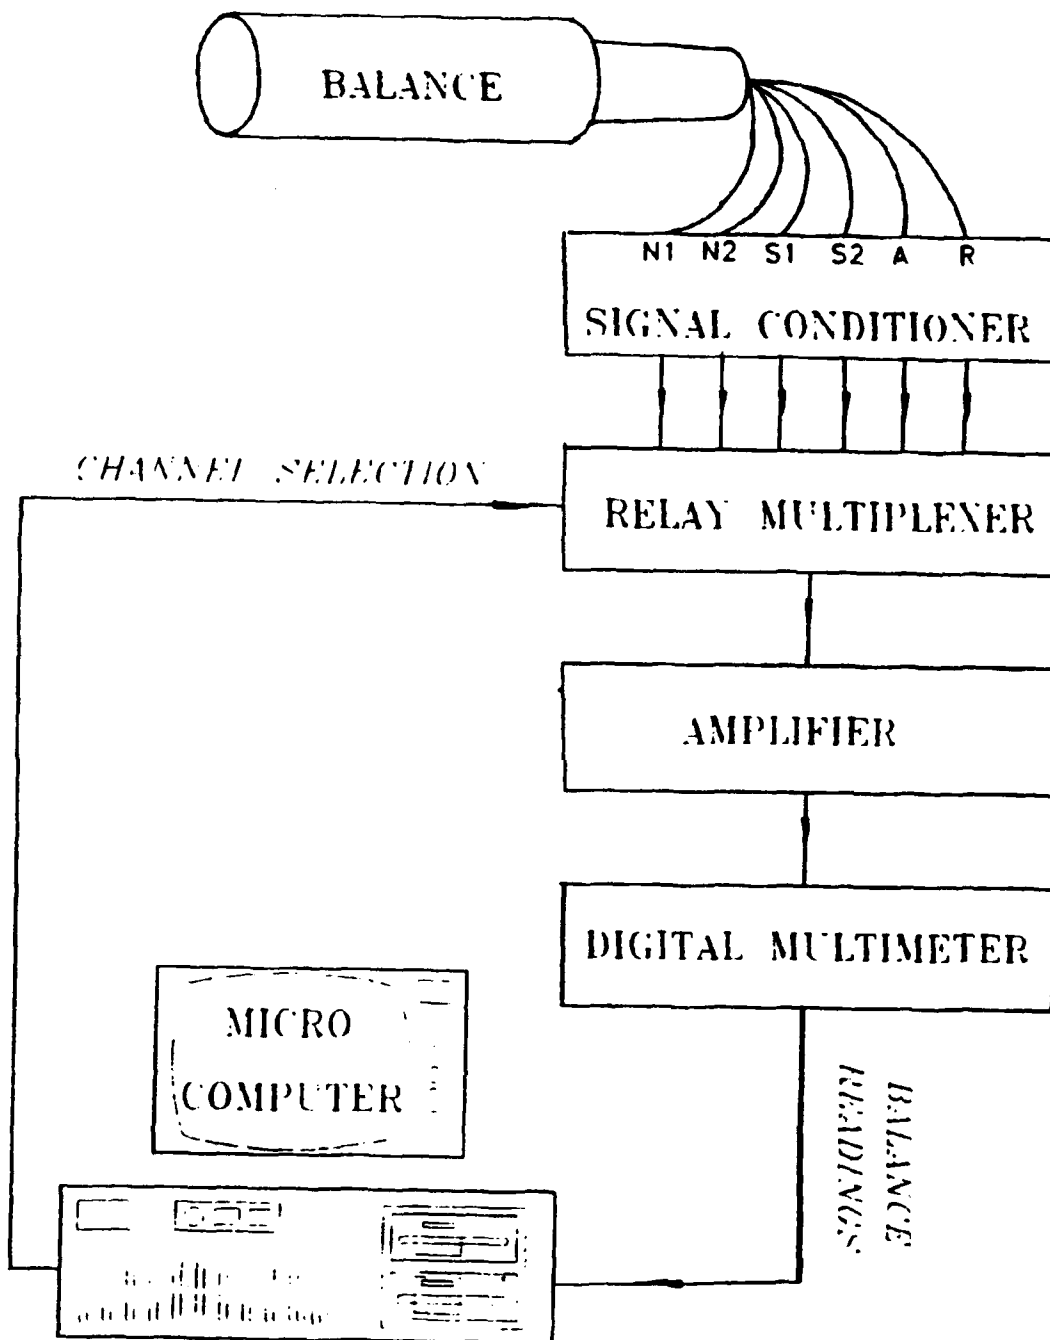 BALANCE
N1 N2 S1 S2 A R
SIGNAL CONDITIONER
CHANNEL SELECTION
RELAY MULTIPLEXER
AMPLIFIER
DIGITAL MULTIMETER
MICRO
COMPUTER
BALANCE
READINGS